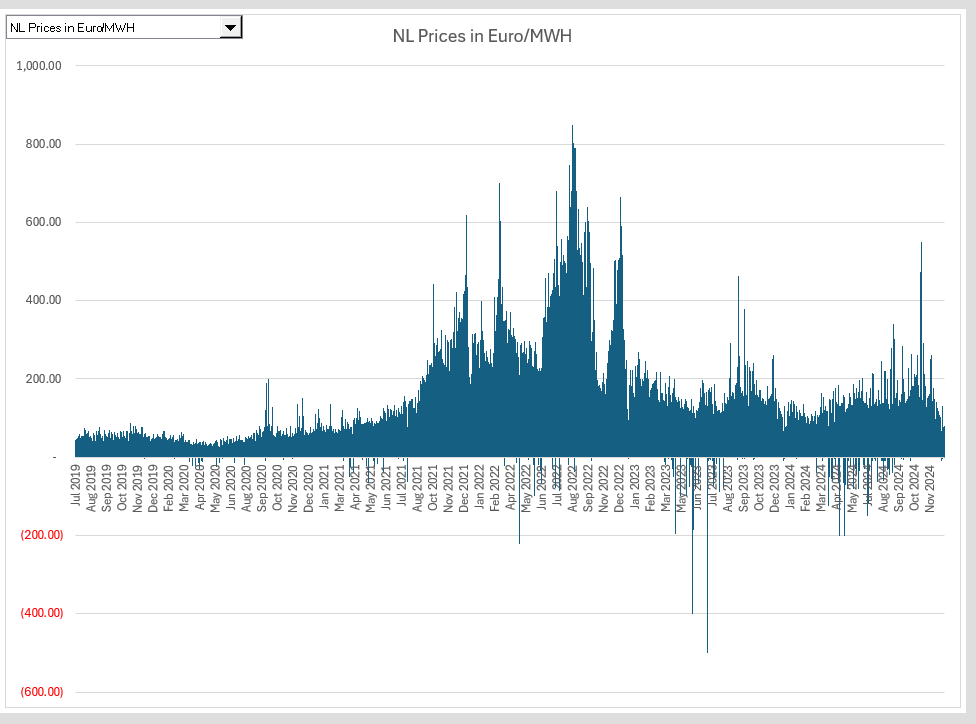 NL Prices in Euro/MWH
NL Prices in Euro/MWH
1,000.00
800.00
600.00
400.00
200.00
-
(200.00)
(400.00)
(600.00)
Jul 2019
Aug 2019
Sep 2019
Oct 2019
Nov 2019
Dec 2019
Feb 2020
Mar 2020
Apr 2020
May 2020
Jun 2020
Jul 2020
Sep 2020
Oct 2020
Nov 2020
Dec 2020
Jan 2021
Mar 2021
Apr 2021
May 2021
Jun 2021
Jul 2021
Aug 2021
Oct 2021
Nov 2021
Dec 2021
Jan 2022
Feb 2022
Apr 2022
May 2022
Jun 2022
Jul 2022
Aug 2022
Sep 2022
Nov 2022
Dec 2022
Jan 2023
Feb 2023
Mar 2023
May 2023
Jun 2023
Jul 2023
Aug 2023
Sep 2023
Oct 2023
Dec 2023
Jan 2024
Feb 2024
Mar 2024
Apr 2024
May 2024
Jul 2024
Aug 2024
Sep 2024
Oct 2024
Nov 2024